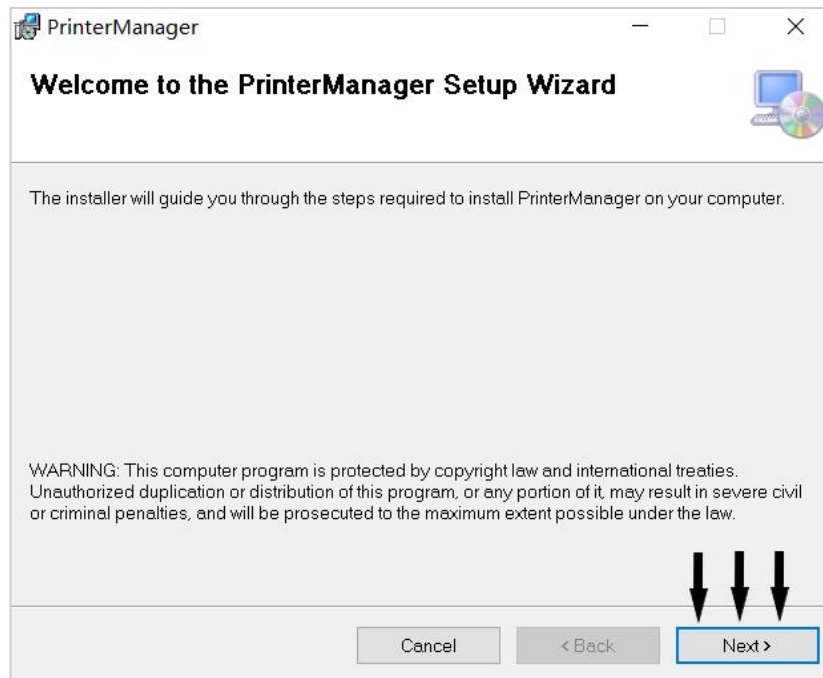 PrinterManager
Welcome to the PrinterManager Setup Wizard
The installer will guide you through the steps required to install PrinterManager on your computer.
WARNING: This computer program is protected by copyright law and international treaties.
Unauthorized duplication or distribution of this program, or any portion of it, may result in severe civil
or criminal penalties, and will be prosecuted to the maximum extent possible under the law.
Cancel
< Back
Next >